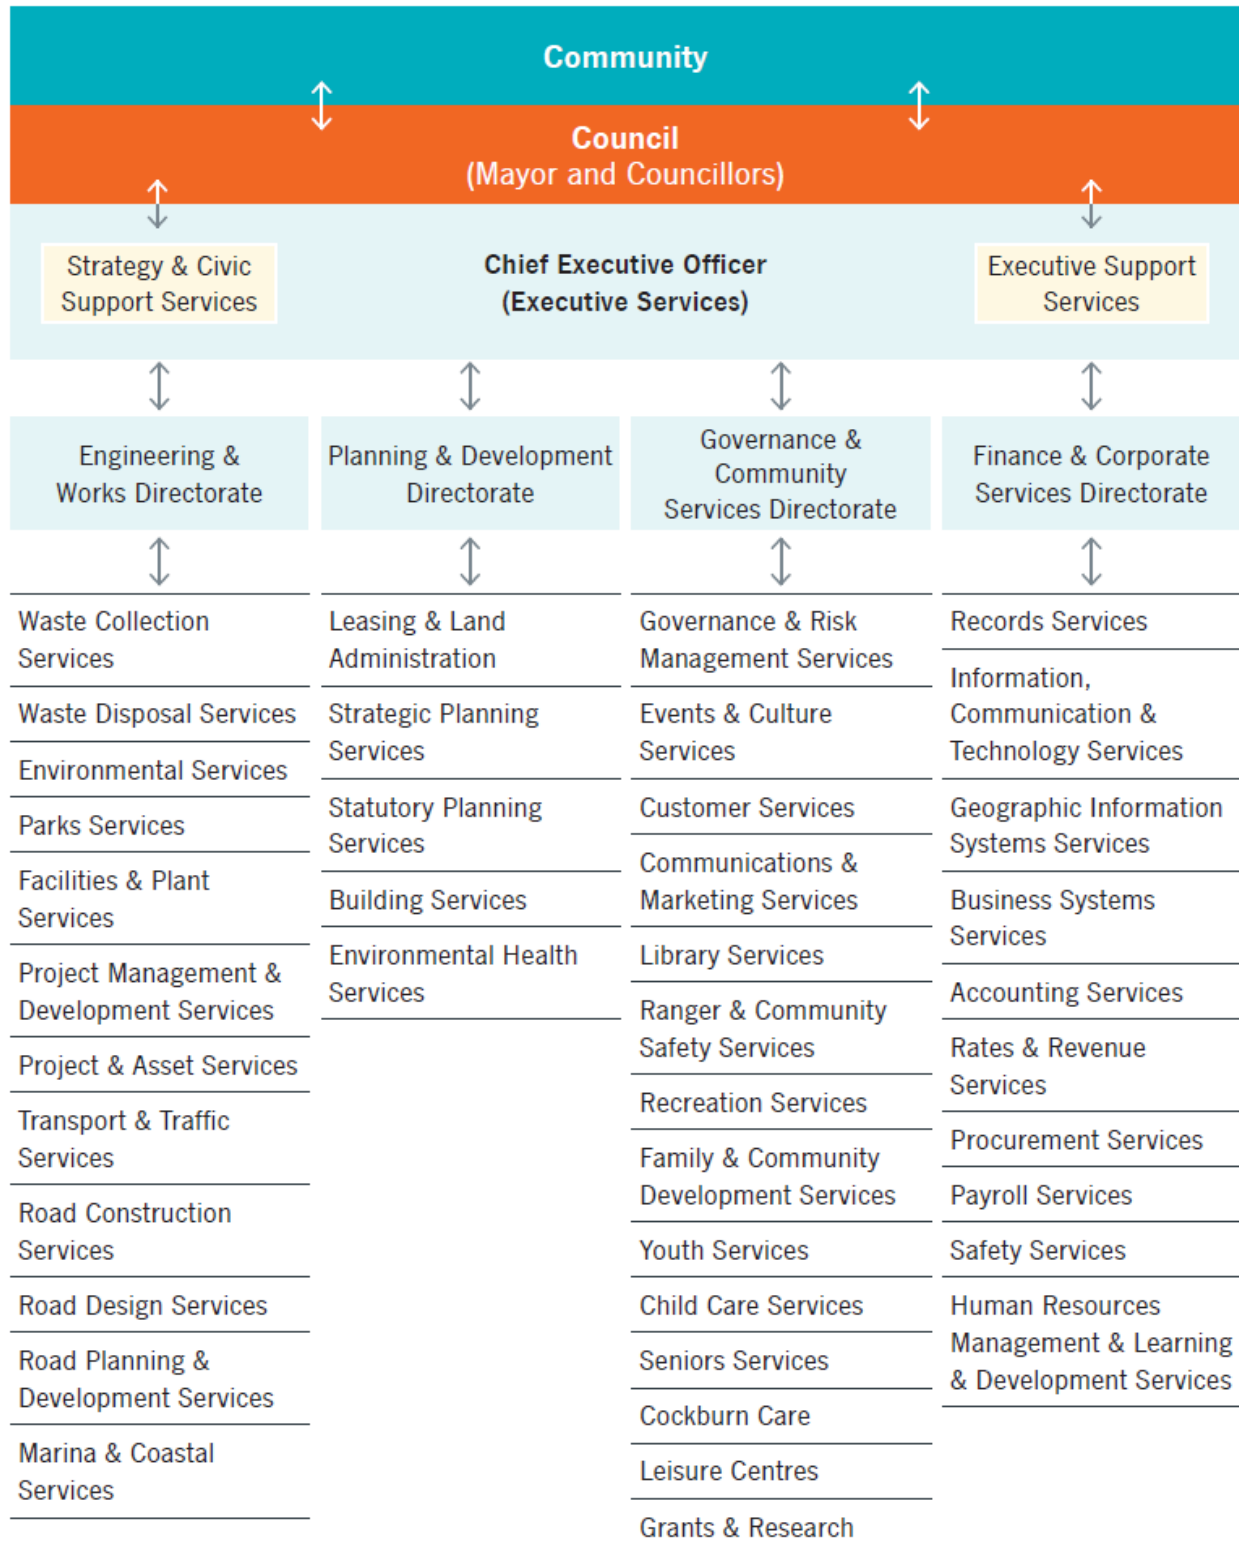 Community
Council
(Mayor and Councillors)
Strategy & Civic
Support Services
Chief Executive Officer
(Executive Services)
Executive Support
Services
Engineering &
Works Directorate
Planning & Development
Directorate
Governance &
Community
Services Directorate
Finance & Corporate
Services Directorate
Waste Collection
Services
Waste Disposal Services
Environmental Services
Parks Services
Facilities & Plant
Services
Project Management &
Development Services
Project & Asset Services
Transport & Traffic
Services
Road Construction
Services
Road Design Services
Road Planning &
Development Services
Marina & Coastal
Services
Leasing & Land
Administration
Strategic Planning
Services
Statutory Planning
Services
Building Services
Environmental Health
Services
Governance & Risk
Management Services
Events & Culture
Services
Customer Services
Communications &
Marketing Services
Library Services
Ranger & Community
Safety Services
Recreation Services
Family & Community
Development Services
Youth Services
Child Care Services
Seniors Services
Cockburn Care
Leisure Centres
Grants & Research
Records Services
Information,
Communication &
Technology Services
Geographic Information
Systems Services
Business Systems
Services
Accounting Services
Rates & Revenue
Services
Procurement Services
Payroll Services
Safety Services
Human Resources
Management & Learning
& Development Services